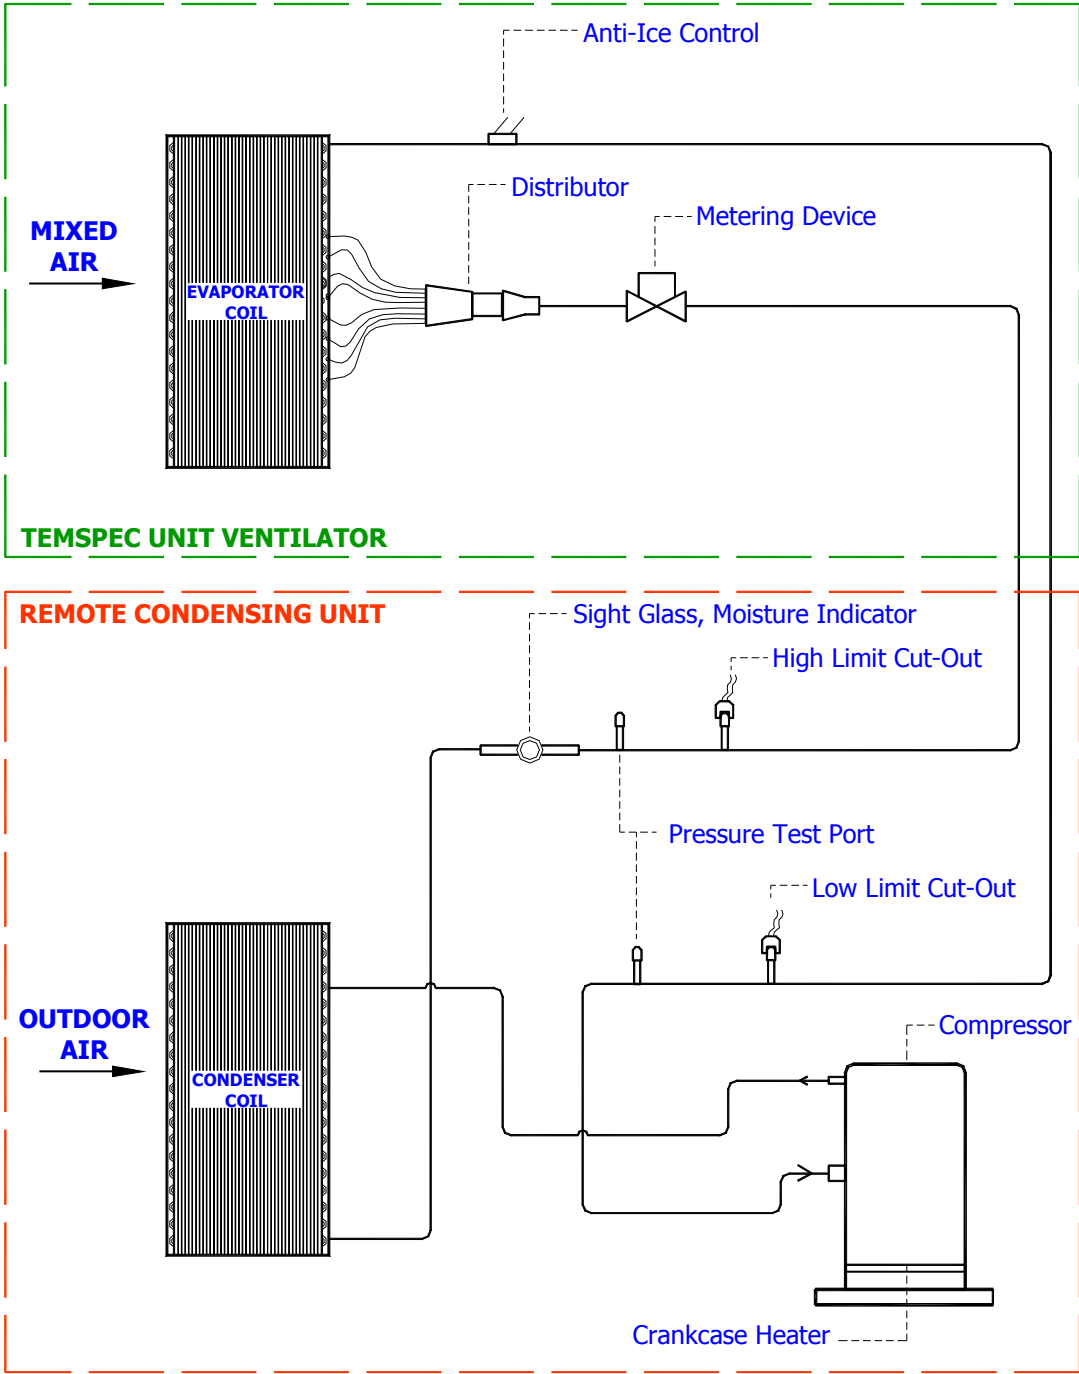 Anti-Ice Control
Distributor
Metering Device
MIXED
AIR
EVAPORATOR
COIL
TEMSPEC UNIT VENTILATOR
REMOTE CONDENSING UNIT
Sight Glass, Moisture Indicator
High Limit Cut-Out
Pressure Test Port
Low Limit Cut-Out
OUTDOOR
AIR
CONDENSER
COIL
Compressor
Crankcase Heater